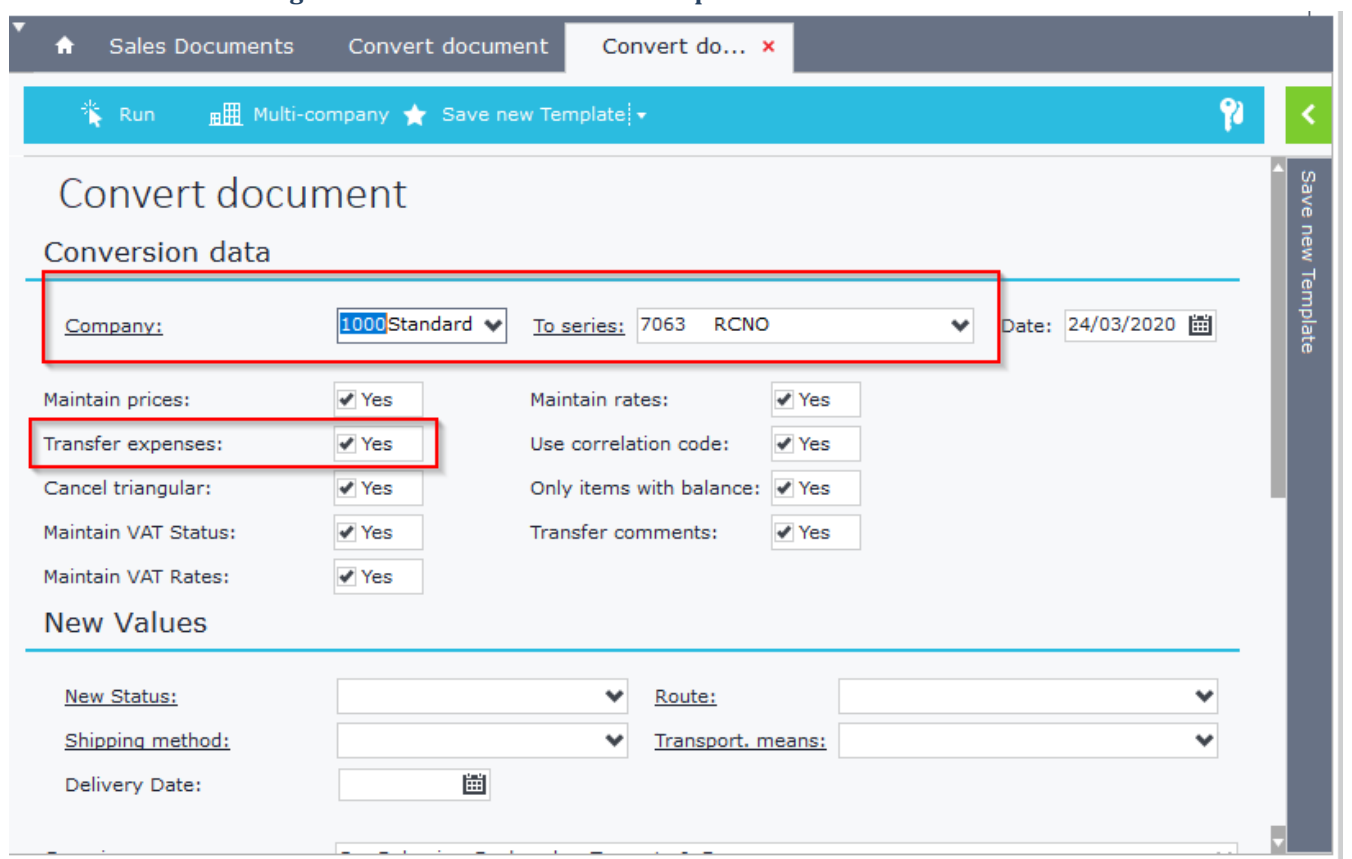 Sales Documents Convert document Convert do... ×
Run Multi-company Save new Template
Save new Template
Convert document
Conversion data
Company: 1000 Standard To series: 7063 RCNO Date: 24/03/2020
Maintain prices: Yes Maintain rates: Yes
Transfer expenses: Yes Use correlation code: Yes
Cancel triangular: Yes Only items with balance: Yes
Maintain VAT Status: Yes Transfer comments: Yes
Maintain VAT Rates: Yes
New Values
New Status: Route:
Shipping method: Transport. means:
Delivery Date: